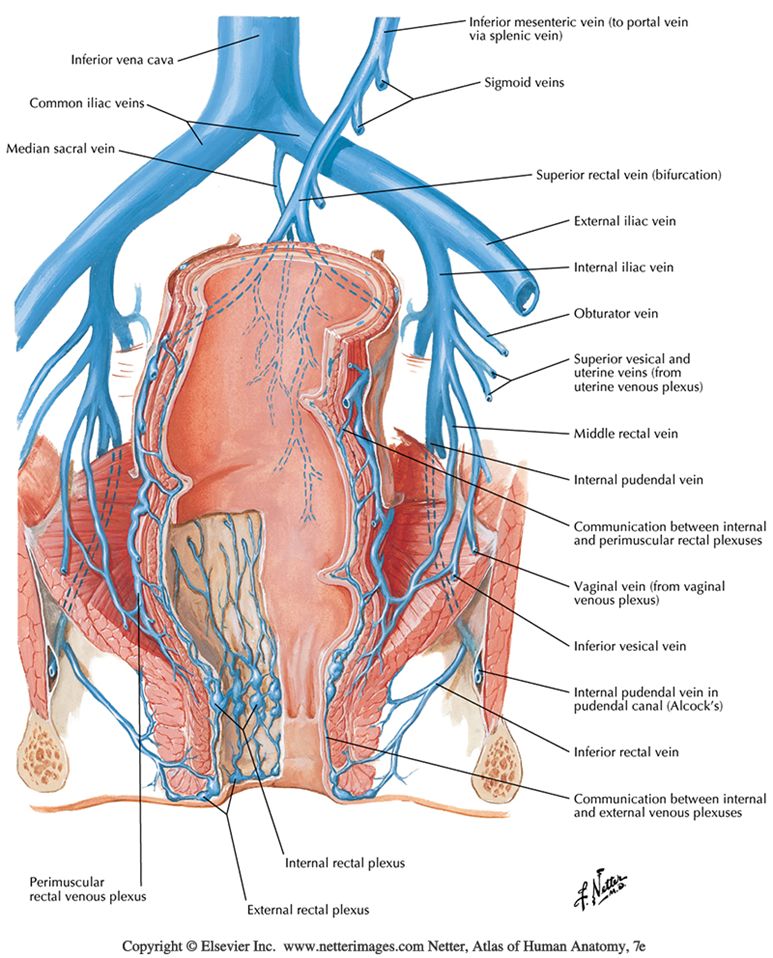 Inferior mesenteric vein (to portal vein
via splenic vein)
Inferior vena cava
Sigmoid veins
Common iliac veins
Median sacral vein
Superior rectal vein (bifurcation)
External iliac vein
Internal iliac vein
Obturator vein
Superior vesical and
uterine veins (from
uterine venous plexus)
Middle rectal vein
Internal pudendal vein
Communication between internal
and perimuscular rectal plexuses
Vaginal vein (from vaginal
venous plexus)
Inferior vesical vein
Internal pudendal vein in
pudendal canal (Alcock's)
Inferior rectal vein
Communication between internal
and external venous plexuses
Internal rectal plexus
Perimuscular
rectal venous plexus
External rectal plexus
F. Netter
M.D.
Copyright © Elsevier Inc. www.netterimages.com Netter, Atlas of Human Anatomy, 7e